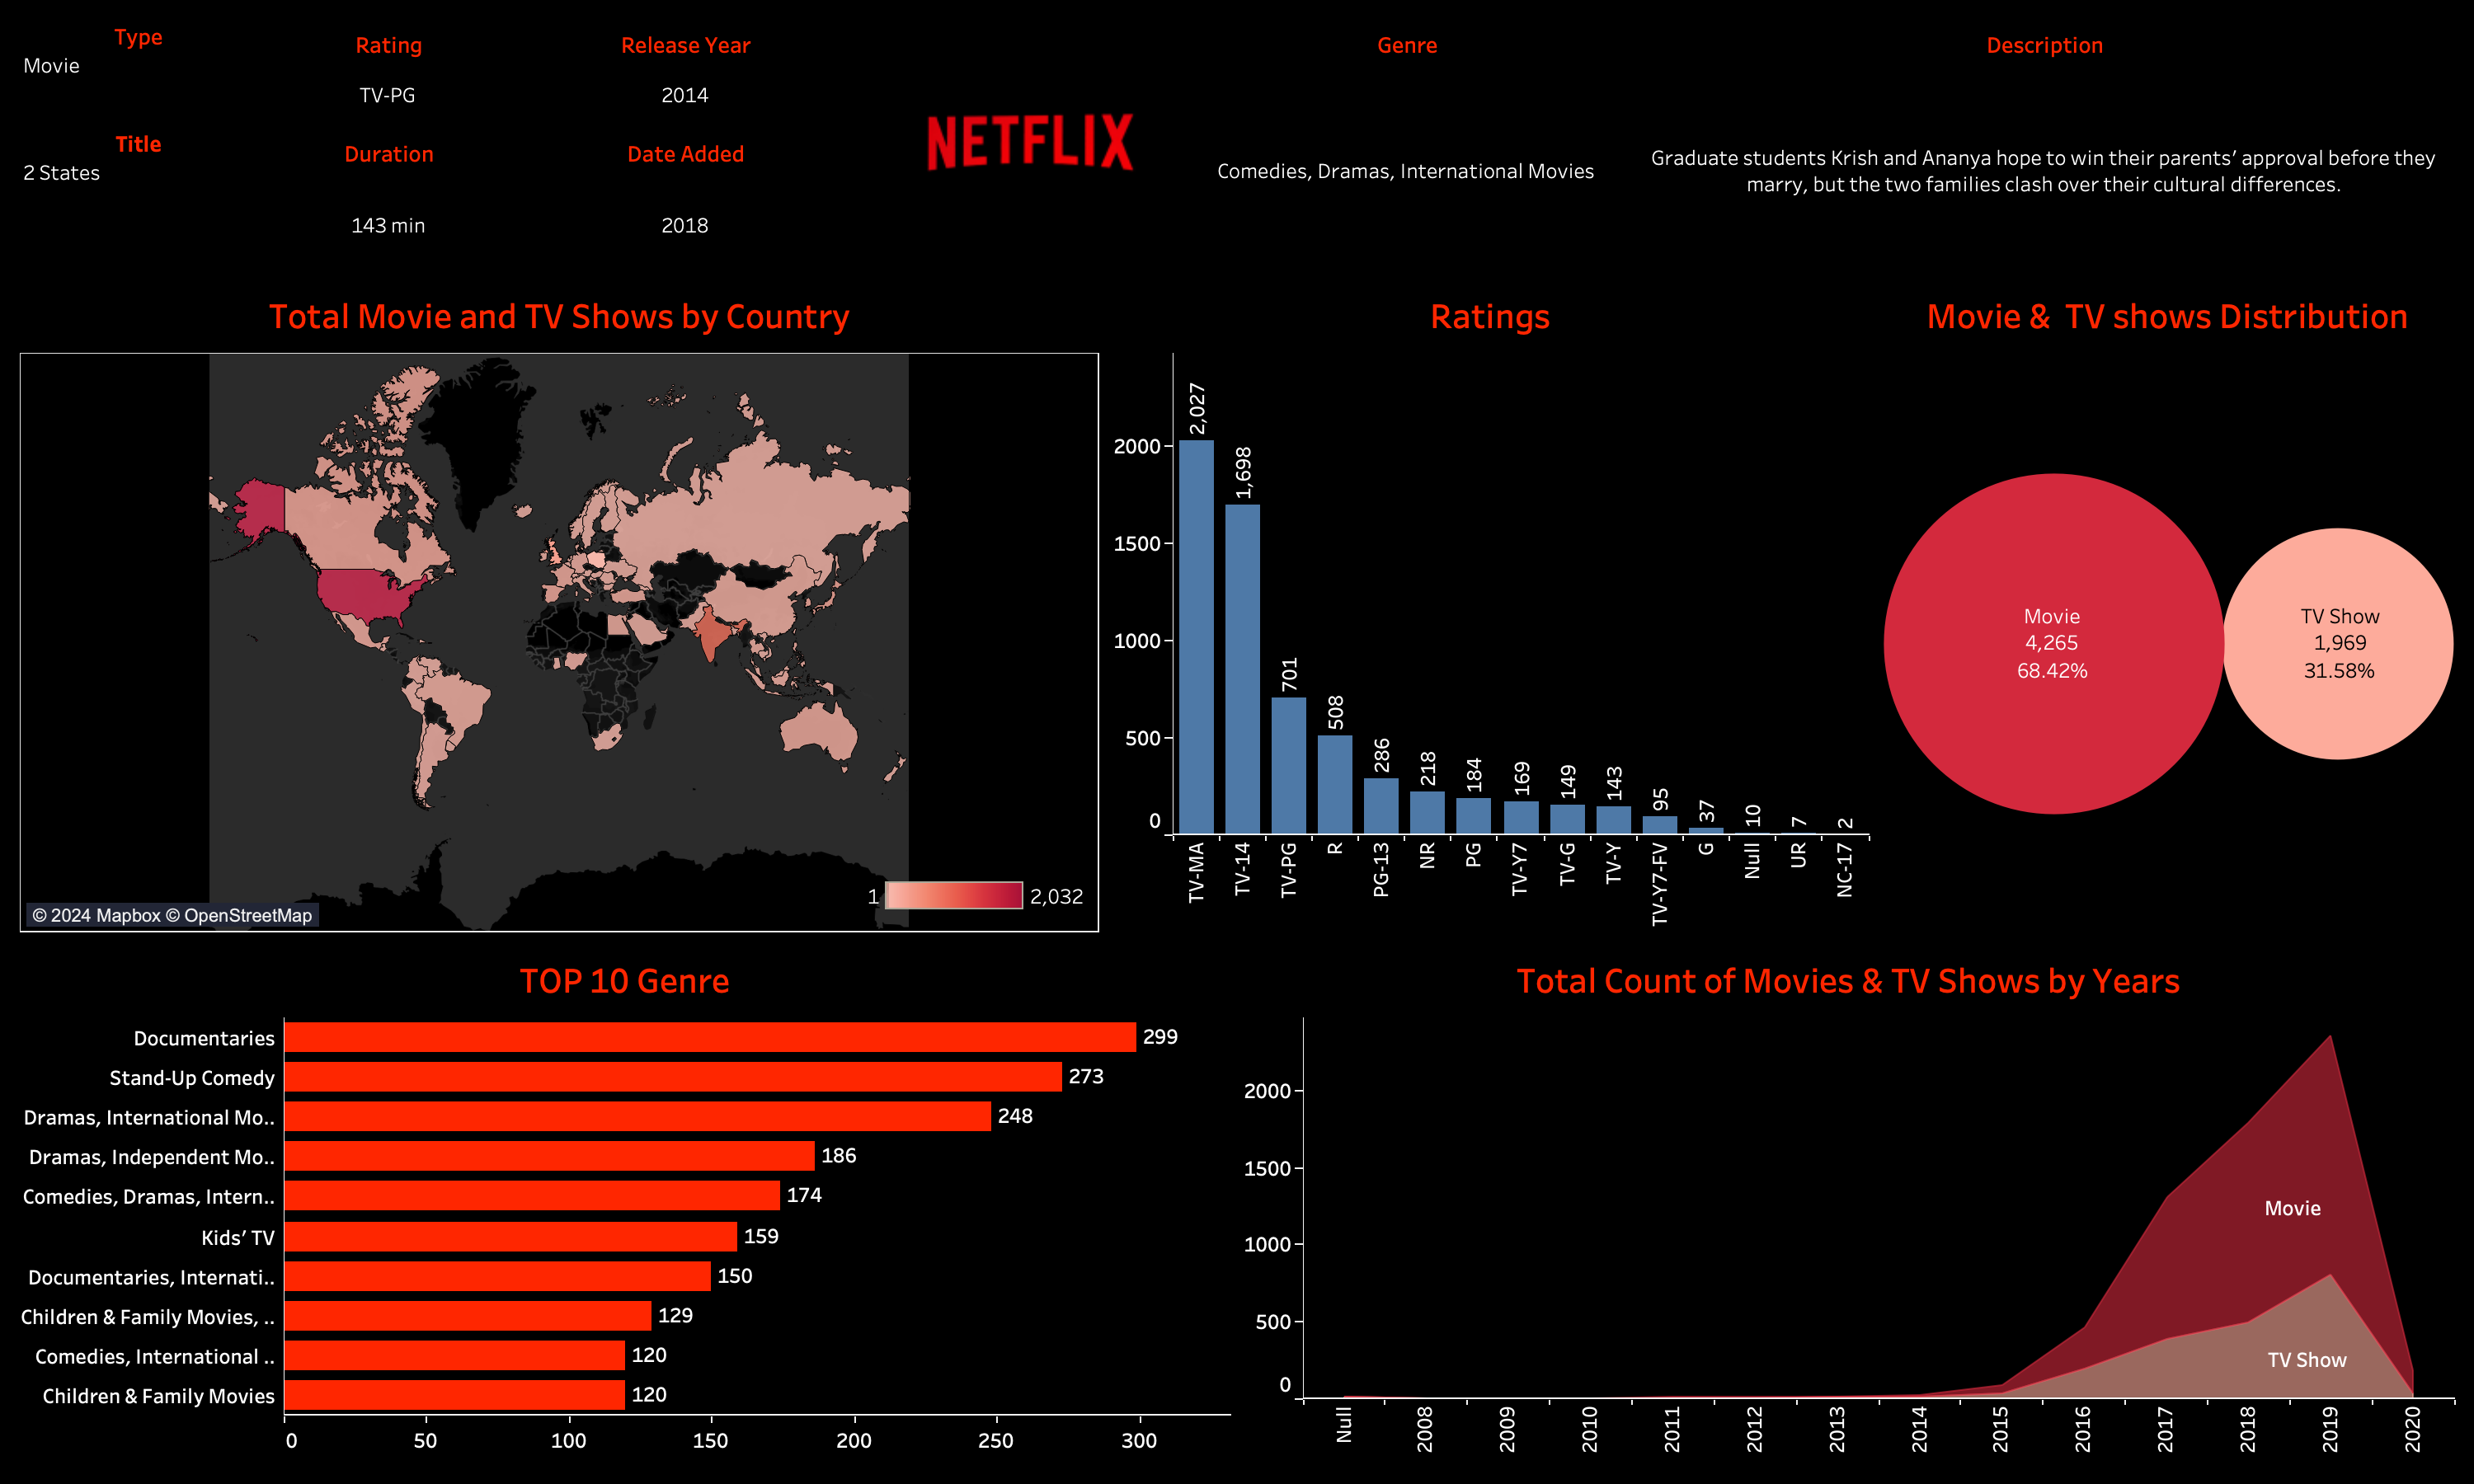 Type
Movie
Rating
TV-PG
Release Year
2014
Title
2 States
Duration
143 min
Date Added
2018
NETFLIX
Genre
Comedies, Dramas, International Movies
Description
Graduate students Krish and Ananya hope to win their parents’ approval before they
marry, but the two families clash over their cultural differences.
Total Movie and TV Shows by Country
© 2024 Mapbox © OpenStreetMap
1
2,032
Ratings
2000
1500
1000
500
0
2,027
1,698
701
508
286
218
184
169
149
143
95
37
10
7
2
TV-MA
TV-14
TV-PG
R
PG-13
NR
PG
TV-Y7
TV-G
TV-Y
TV-Y7-FV
G
Null
UR
NC-17
Movie &  TV shows Distribution
Movie
4,265
68.42%
TV Show
1,969
31.58%
TOP 10 Genre
Documentaries 299
Stand-Up Comedy 273
Dramas, International Mo.. 248
Dramas, Independent Mo.. 186
Comedies, Dramas, Intern.. 174
Kids’ TV 159
Documentaries, Internati.. 150
Children & Family Movies, .. 129
Comedies, International .. 120
Children & Family Movies 120
0 50 100 150 200 250 300
Total Count of Movies & TV Shows by Years
2000
1500
1000
500
0
Movie
TV Show
Null
2008
2009
2010
2011
2012
2013
2014
2015
2016
2017
2018
2019
2020